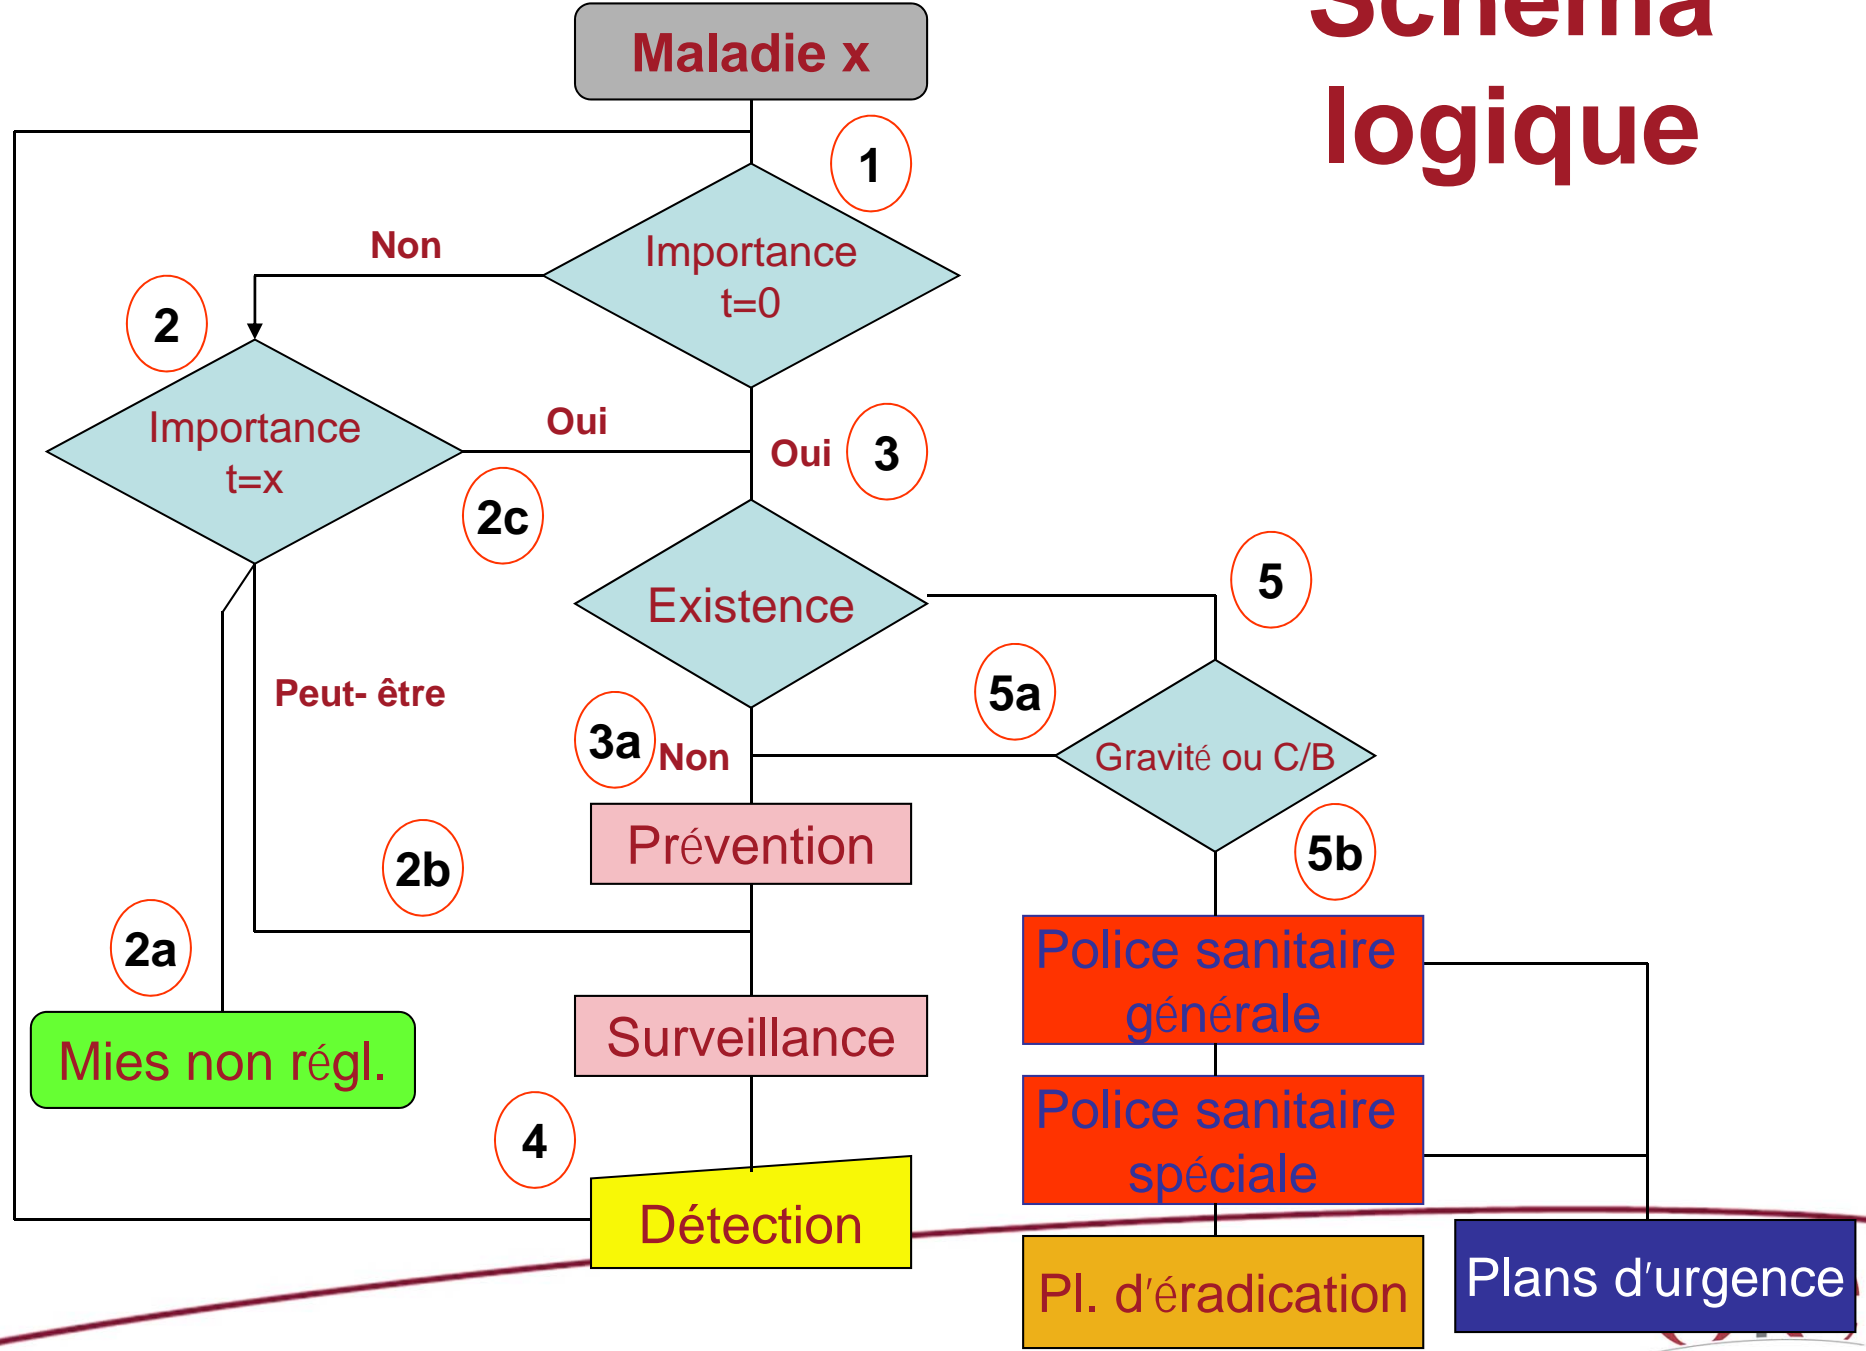 Schéma
logique
Maladie x
1
Importance
t=0
Non
2
Importance
t=x
Oui
2c
Oui
3
Existence
5
5a
Peut- être
3a
Non
Gravité ou C/B
Prévention
5b
2b
2a
Police sanitaire
générale
Surveillance
Mies non régl.
4
Police sanitaire
spéciale
Détection
Pl. d'éradication
Plans d'urgence